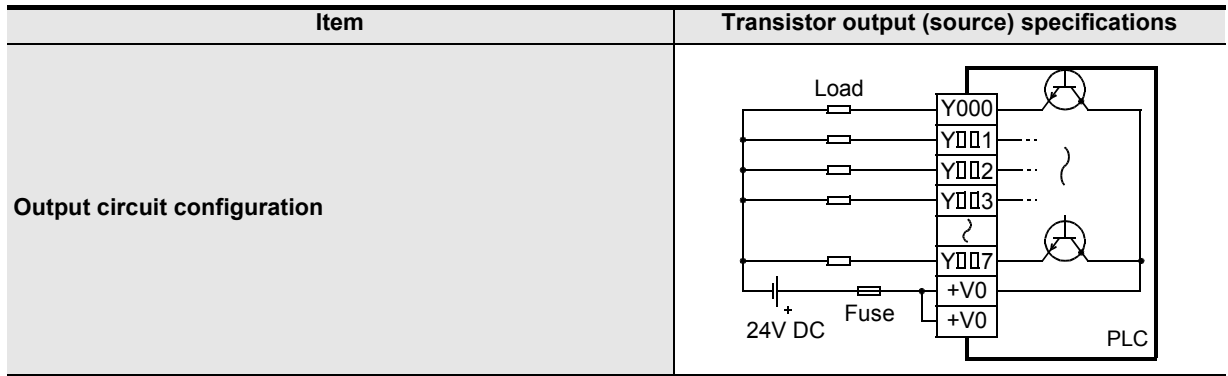 Item
Transistor output (source) specifications
Output circuit configuration
Load
Y000
Y▯▯1
Y▯▯2
Y▯▯3
Y▯▯7
+V0
+V0
+
24V DC
Fuse
PLC